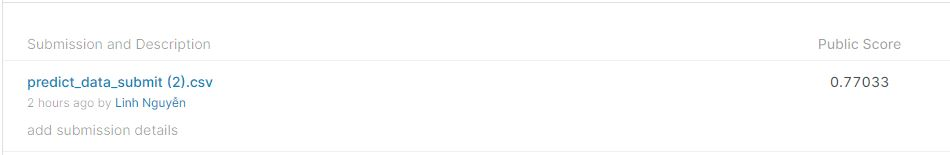 Submission and Description Public Score
predict_data_submit (2).csv 0.77033
2 hours ago by Linh Nguyễn
add submission details